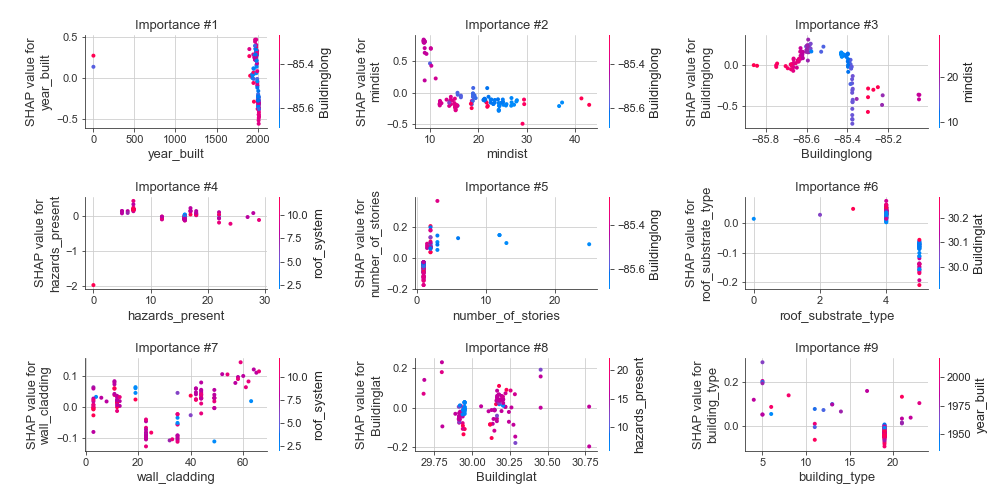 Importance #1
0.5
0.0
−0.5
0
500
1000
1500
2000
year_built
SHAP value for
year_built
−85.4
−85.6
Buildinglong
Importance #2
0.5
0.0
−0.5
10
20
30
40
mindist
SHAP value for
mindist
−85.4
−85.6
Buildinglong
Importance #3
0.0
−0.5
−85.8
−85.6
−85.4
−85.2
Buildinglong
SHAP value for
Buildinglong
20
10
mindist
Importance #4
0
−1
−2
0
10
20
30
hazards_present
SHAP value for
hazards_present
10.0
7.5
5.0
2.5
roof_system
Importance #5
0.2
0.0
−0.2
0
10
20
number_of_stories
SHAP value for
number_of_stories
−85.4
−85.6
Buildinglong
Importance #6
0.0
−0.1
−0.2
0
2
4
roof_substrate_type
SHAP value for
roof_substrate_type
30.2
30.1
30.0
Buildinglat
Importance #7
0.1
0.0
−0.1
0
20
40
60
wall_cladding
SHAP value for
wall_cladding
10.0
7.5
5.0
2.5
roof_system
Importance #8
0.2
0.0
−0.2
29.75
30.00
30.25
30.50
30.75
Buildinglat
SHAP value for
Buildinglat
20
15
10
hazards_present
Importance #9
0.2
0.0
5
10
15
20
building_type
SHAP value for
building_type
2000
1975
1950
year_built